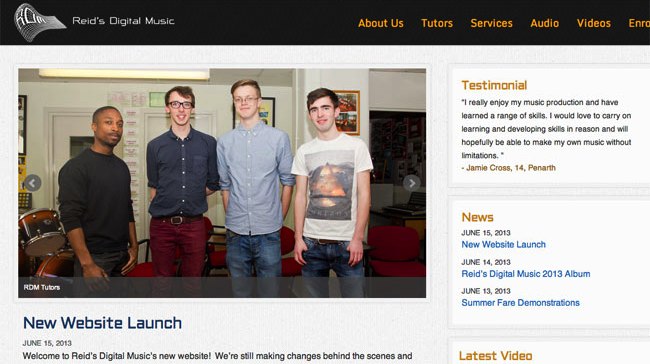 RDM
Reid's Digital Music
About Us Tutors Services Audio Videos Enro
RDM Tutors
New Website Launch
JUNE 15, 2013
Welcome to Reid's Digital Music's new website! We're still making changes behind the scenes and
Testimonial
"I really enjoy my music production and have
learned a range of skills. I would love to carry on
learning and developing skills in reason and will
hopefully be able to make my own music without
limitations. "
- Jamie Cross, 14, Penarth
News
JUNE 15, 2013
New Website Launch
JUNE 14, 2013
Reid's Digital Music 2013 Album
JUNE 13, 2013
Summer Fare Demonstrations
Latest Video